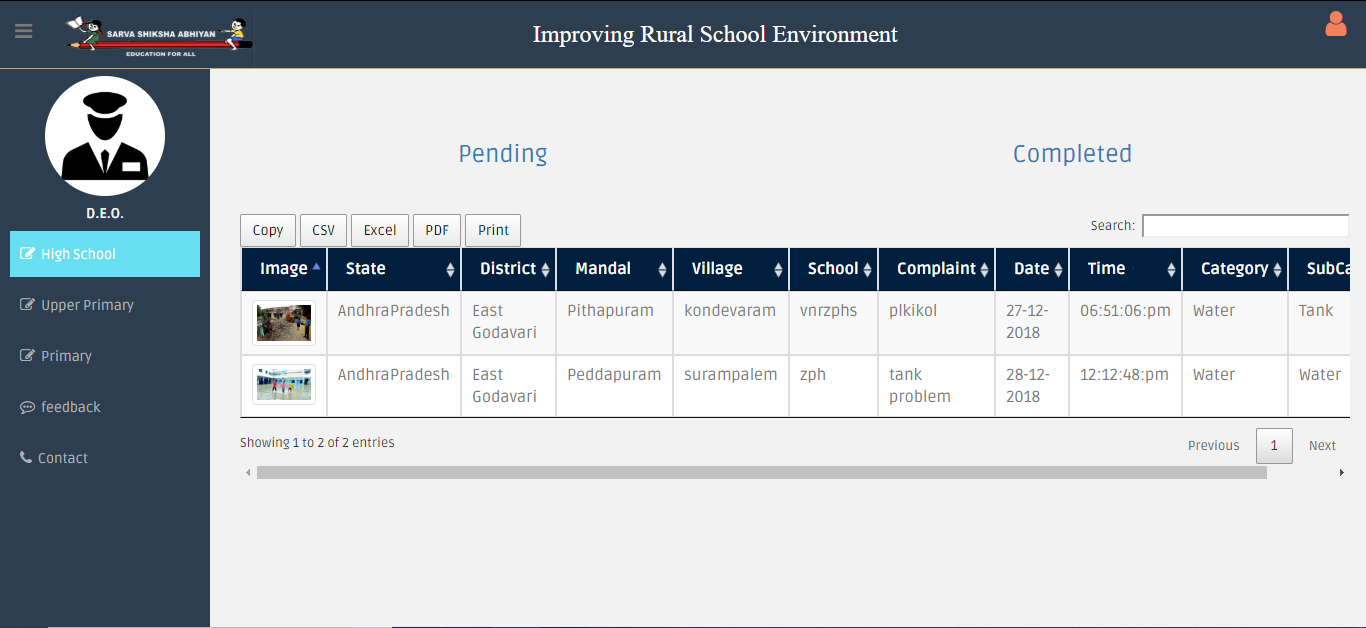 SARVA SHIKSHA ABHIYAN
EDUCATION FOR ALL
Improving Rural School Environment
D.E.O.
High School
Upper Primary
Primary
feedback
Contact
Pending Completed
Copy CSV Excel PDF Print Search:
Image State District Mandal Village School Complaint Date Time Category SubCa
AndhraPradesh East Pithapuram kondevaram vnrzphs plkikol 27-12- 06:51:06:pm Water Tank
Godavari 2018
AndhraPradesh East Peddapuram surampalem zph tank 28-12- 12:12:48:pm Water Water
Godavari problem 2018
Showing 1 to 2 of 2 entries Previous 1 Next